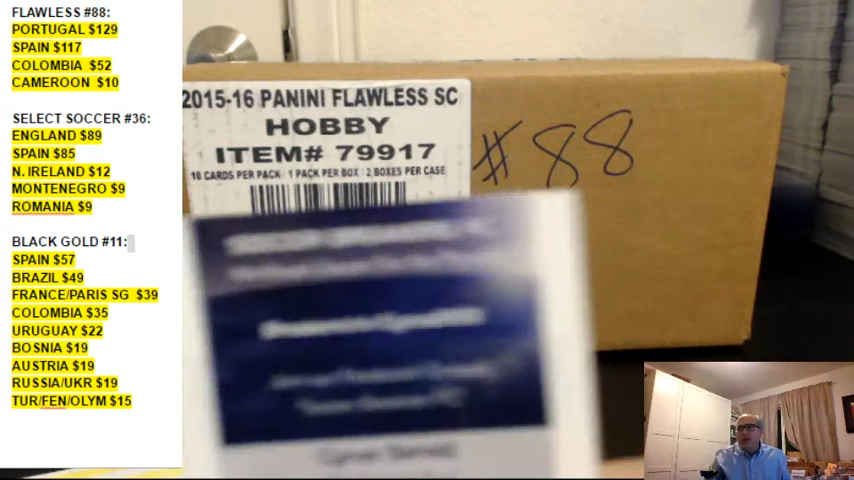 FLAWLESS #88:
PORTUGAL $129
SPAIN $117
COLOMBIA $52
CAMEROON $10
SELECT SOCCER #36:
ENGLAND $89
SPAIN $85
N. IRELAND $12
MONTENEGRO $9
ROMANIA $9
BLACK GOLD #11:
SPAIN $57
BRAZIL $49
FRANCE/PARIS SG $39
COLOMBIA $35
URUGUAY $22
BOSNIA $19
AUSTRIA $19
RUSSIA/UKR $19
TUR/FEN/OLYM $15
2015-16 PANINI FLAWLESS SC
HOBBY
ITEM# 79917
10 CARDS PER PACK / 1 PACK PER BOX / 2 BOXES PER CASE
#88